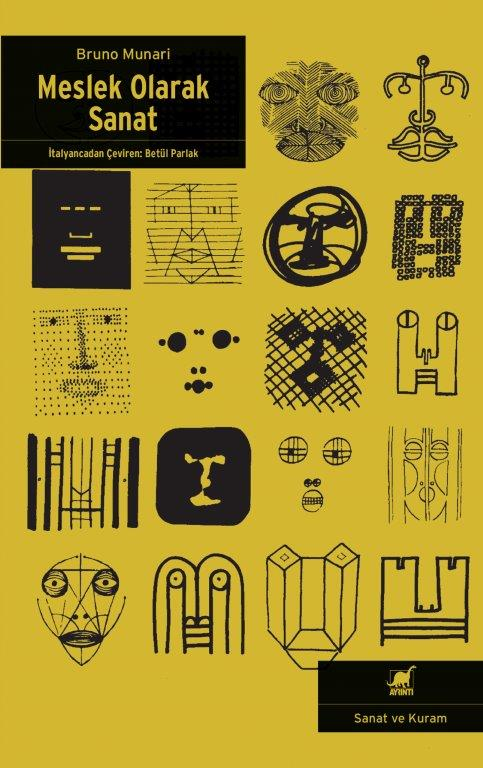 Bruno Munari
Meslek Olarak
Sanat
İtalyancadan Çeviren: Betül Parlak
AYRINTI
Sanat ve Kuram